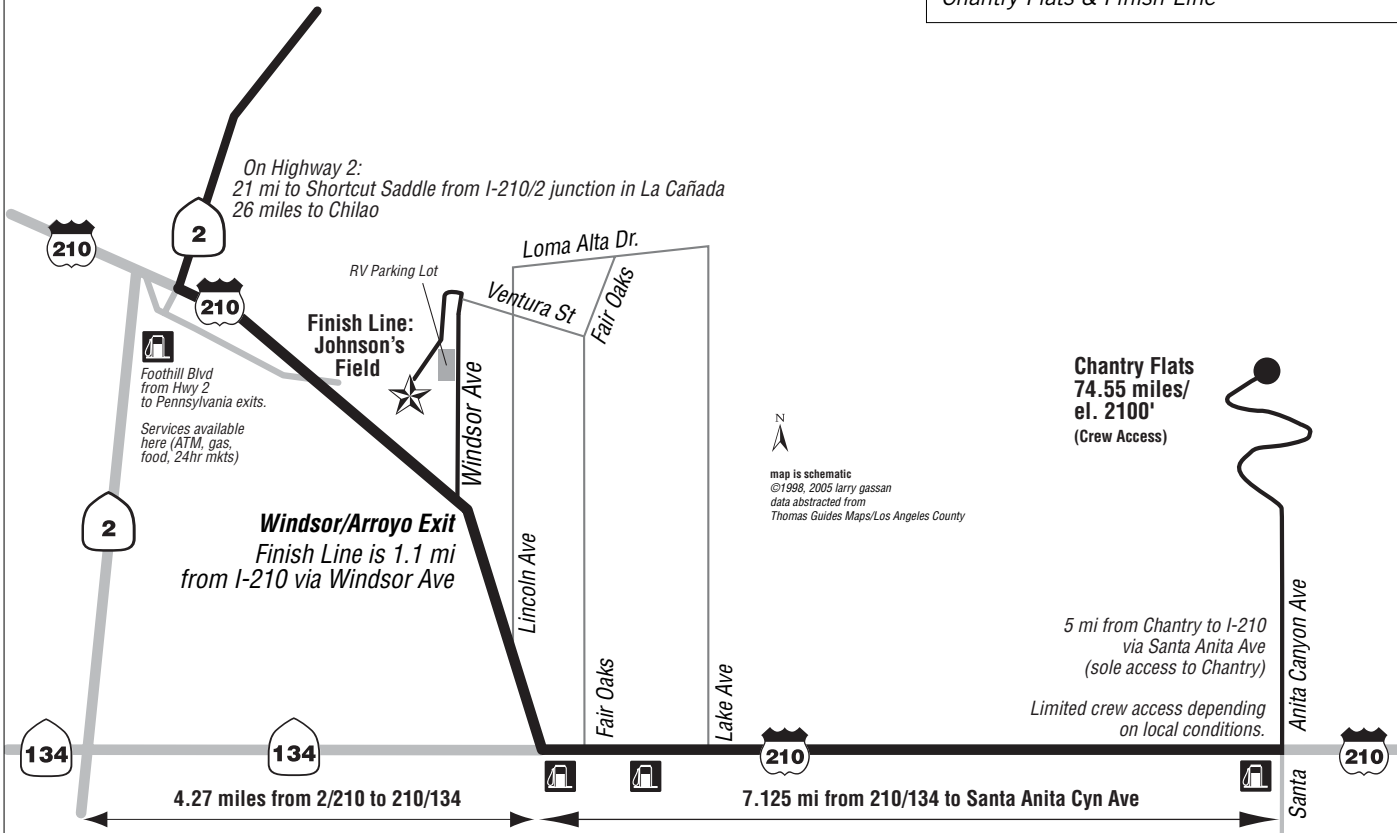 Chantry Flats & Finish Line
On Highway 2:
21 mi to Shortcut Saddle from I-210/2 junction in La Cañada
26 miles to Chilao
2
210
210
RV Parking Lot
Finish Line:
Johnson's
Field
Loma Alta Dr.
Ventura St
Fair Oaks
Windsor Ave
Foothill Blvd
from Hwy 2
to Pennsylvania exits.
Services available
here (ATM, gas,
food, 24hr mkts)
2
Windsor/Arroyo Exit
Finish Line is 1.1 mi
from I-210 via Windsor Ave
Lincoln Ave
Fair Oaks
Lake Ave
N
map is schematic
©1998, 2005 larry gassan
data abstracted from
Thomas Guides Maps/Los Angeles County
Chantry Flats
74.55 miles/
el. 2100'
(Crew Access)
5 mi from Chantry to I-210
via Santa Anita Ave
(sole access to Chantry)
Limited crew access depending
on local conditions.
Santa Anita Canyon Ave
134
134
210
210
4.27 miles from 2/210 to 210/134
7.125 mi from 210/134 to Santa Anita Cyn Ave